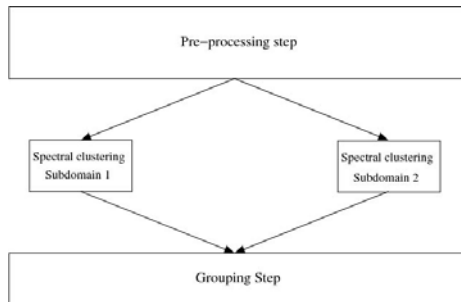 Pre−processing step
Spectral clustering
Subdomain 1
Spectral clustering
Subdomain 2
Grouping Step